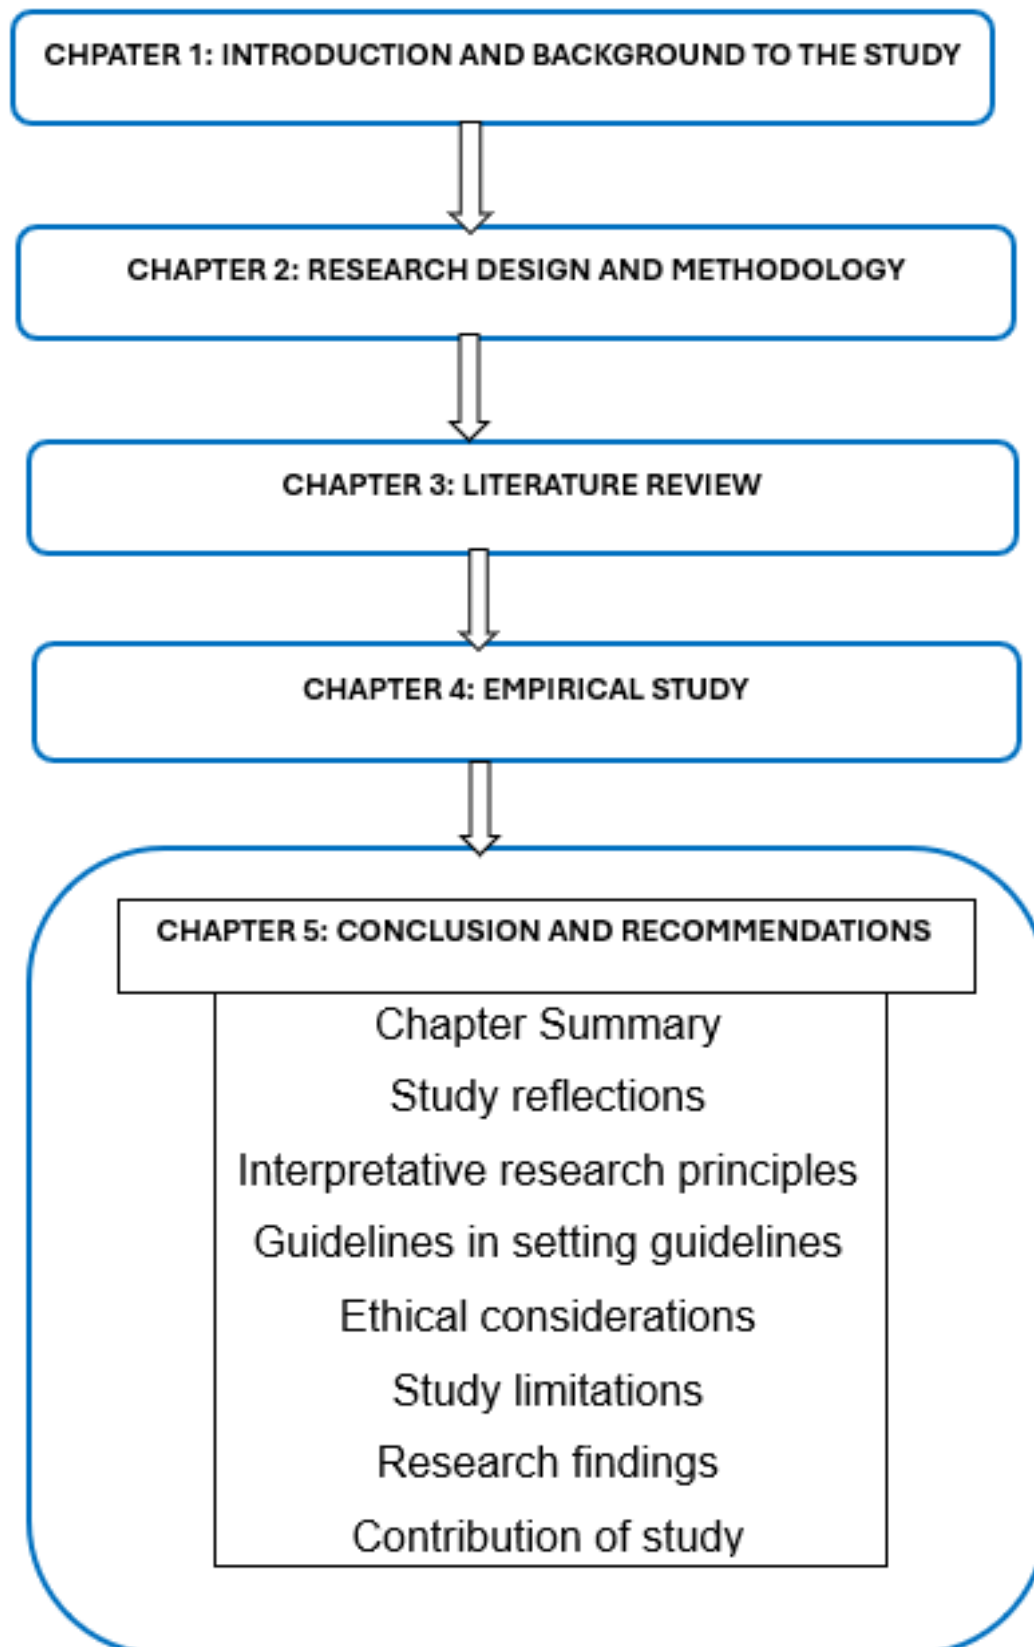 CHPATER 1: INTRODUCTION AND BACKGROUND TO THE STUDY
CHAPTER 2: RESEARCH DESIGN AND METHODOLOGY
CHAPTER 3: LITERATURE REVIEW
CHAPTER 4: EMPIRICAL STUDY
CHAPTER 5: CONCLUSION AND RECOMMENDATIONS
Chapter Summary
Study reflections
Interpretative research principles
Guidelines in setting guidelines
Ethical considerations
Study limitations
Research findings
Contribution of study